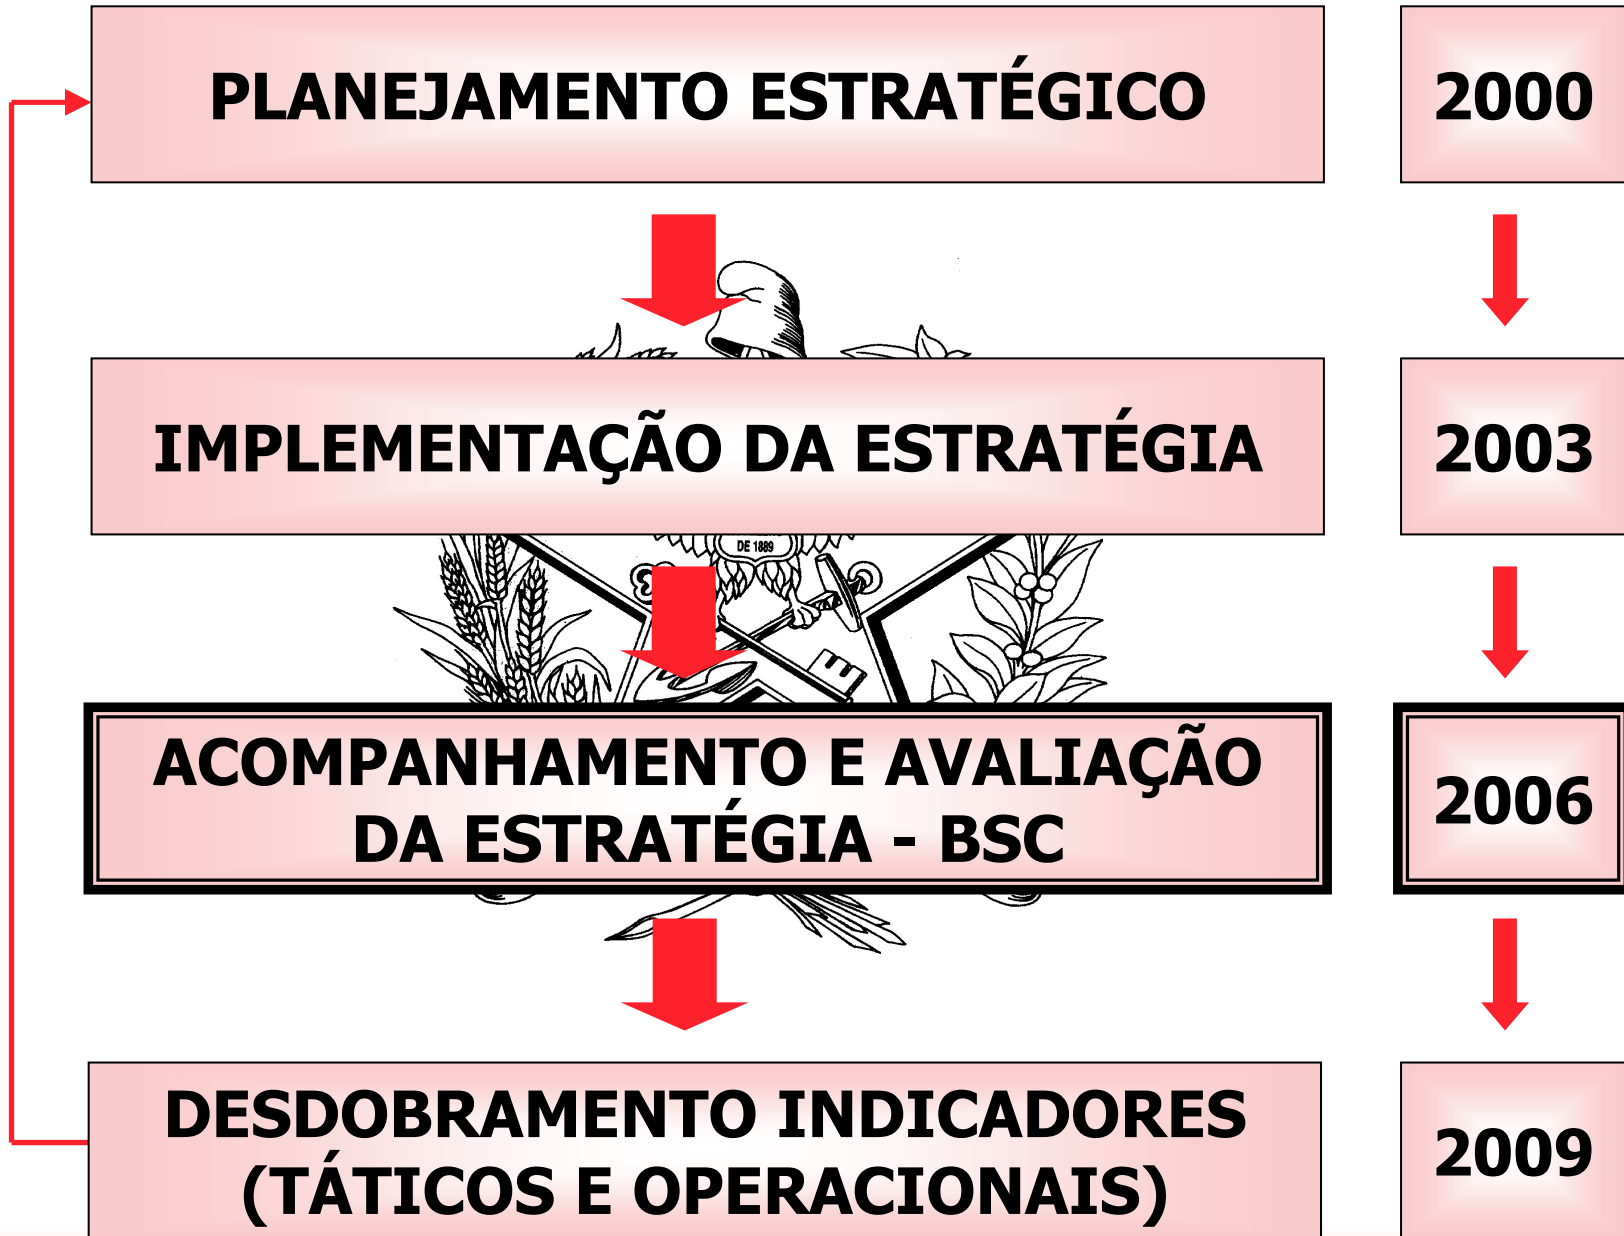 PLANEJAMENTO ESTRATÉGICO
2000
IMPLEMENTAÇÃO DA ESTRATÉGIA
2003
DE 1889
ACOMPANHAMENTO E AVALIAÇÃO
DA ESTRATÉGIA - BSC
2006
DESDOBRAMENTO INDICADORES
(TÁTICOS E OPERACIONAIS)
2009